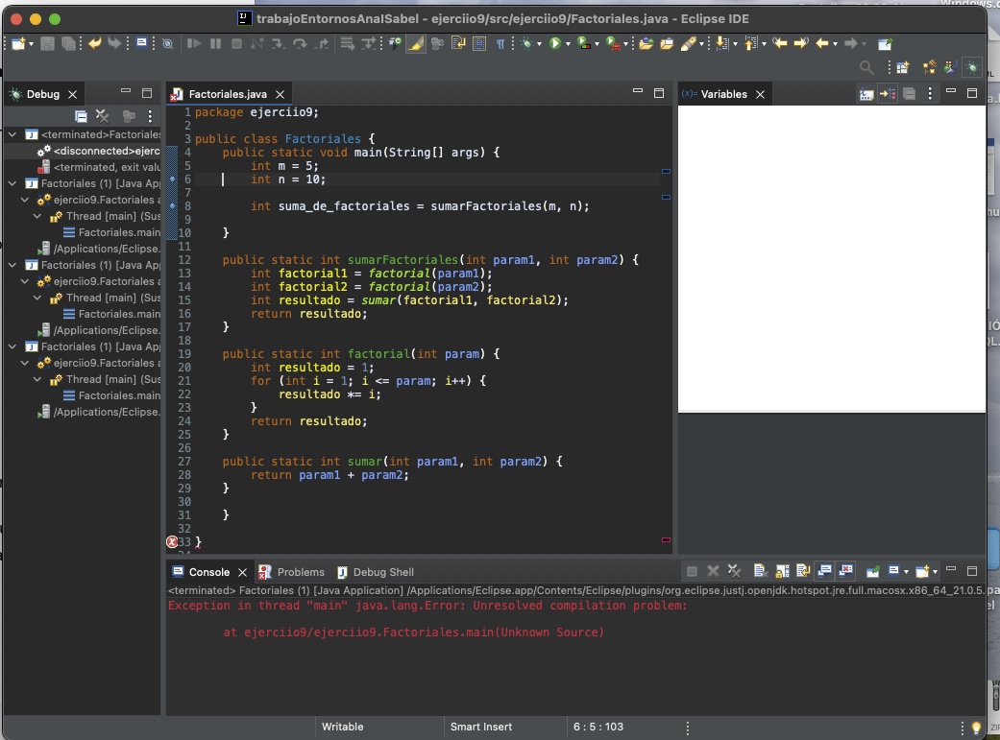 trabajoEntornosAnaISabel - ejerciio9/src/ejerciio9/Factoriales.java - Eclipse IDE
Debug
<terminated>Factoriales
<disconnected>ejerc
<terminated, exit valu
Factoriales (1) [Java Ap
ejerciio9.Factoriales a
Thread [main] (Sus
Factoriales.main
/Applications/Eclipse.
Factoriales (1) [Java Ap
ejerciio9.Factoriales a
Thread [main] (Sus
Factoriales.main
/Applications/Eclipse.
Factoriales (1) [Java Ap
ejerciio9.Factoriales a
Thread [main] (Sus
Factoriales.main
/Applications/Eclipse.
Factoriales.java
1 package ejerciio9;
2
3 public class Factoriales {
4     public static void main(String[] args) {
5         int m = 5;
6         int n = 10;
7
8         int suma_de_factoriales = sumarFactoriales(m, n);
9
10     }
11
12     public static int sumarFactoriales(int param1, int param2) {
13         int factorial1 = factorial(param1);
14         int factorial2 = factorial(param2);
15         int resultado = sumar(factorial1, factorial2);
16         return resultado;
17     }
18
19     public static int factorial(int param) {
20         int resultado = 1;
21         for (int i = 1; i <= param; i++) {
22             resultado *= i;
23         }
24         return resultado;
25     }
26
27     public static int sumar(int param1, int param2) {
28         return param1 + param2;
29     }
30
31     }
32
33 }
(x)= Variables
Console
Problems
Debug Shell
<terminated> Factoriales (1) [Java Application] /Applications/Eclipse.app/Contents/Eclipse/plugins/org.eclipse.justj.openjdk.hotspot.jre.full.macosx.x86_64_21.0.5.
Exception in thread "main" java.lang.Error: Unresolved compilation problem:
at ejerciio9/ejerciio9.Factoriales.main(Unknown Source)
Writable
Smart Insert
6 : 5 : 103